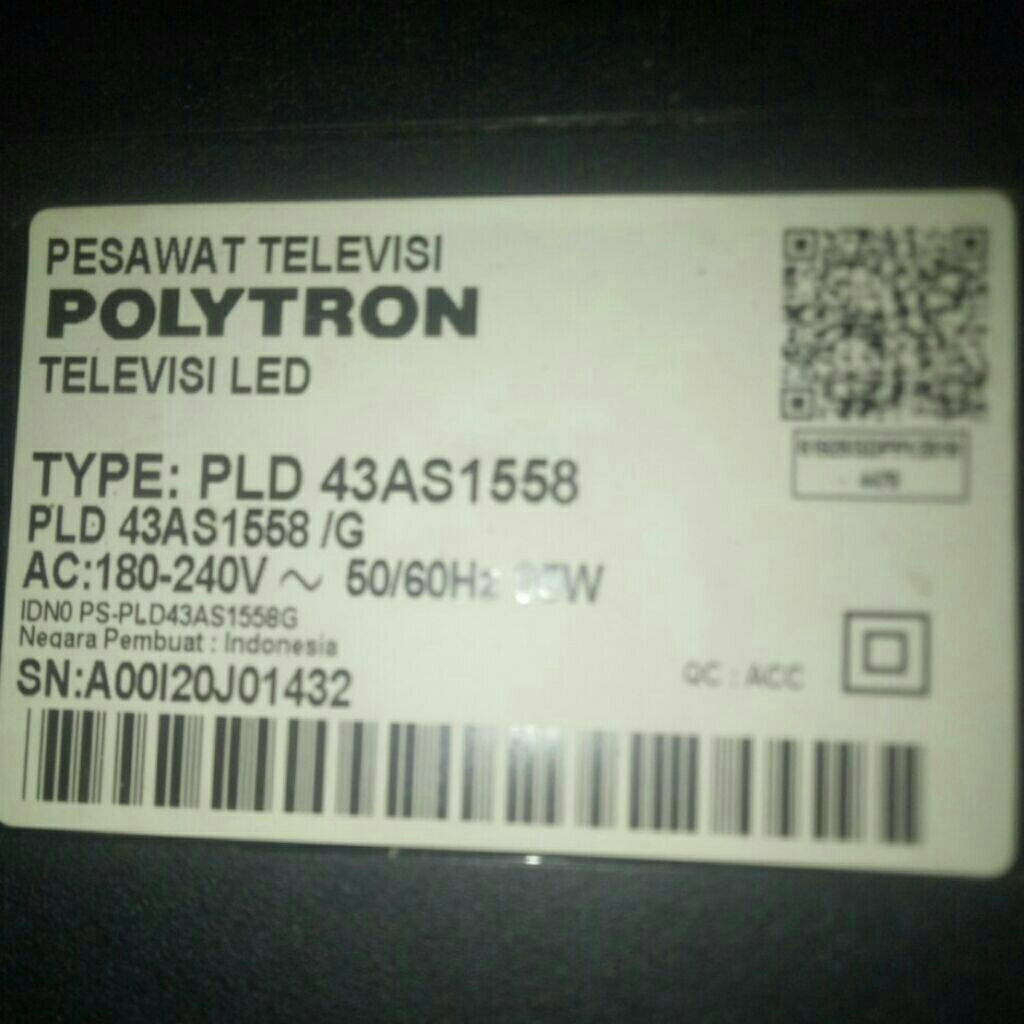 PESAWAT TELEVISI
POLYTRON
TELEVISI LED
TYPE: PLD 43AS1558
PLD 43AS1558 /G
AC:180-240V ~ 50/60Hz
IDN0 PS-PLD43AS1558G
Negara Pembuat : Indonesia
SN:A00I20J01432
QC : ACC